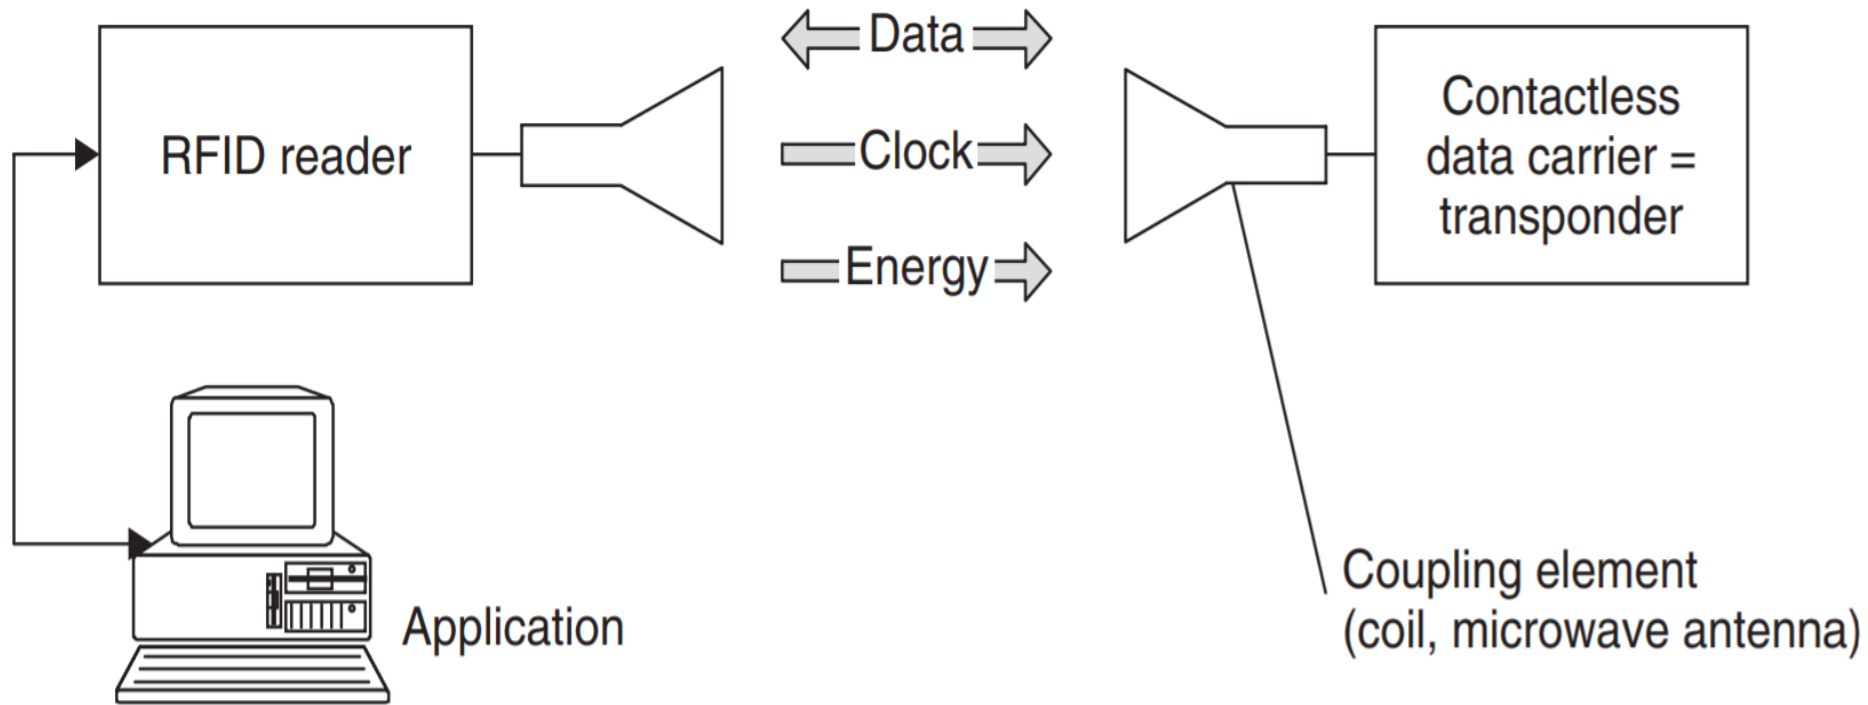 Data
RFID reader
Clock
Energy
Contactless
data carrier =
transponder
Application
Coupling element
(coil, microwave antenna)